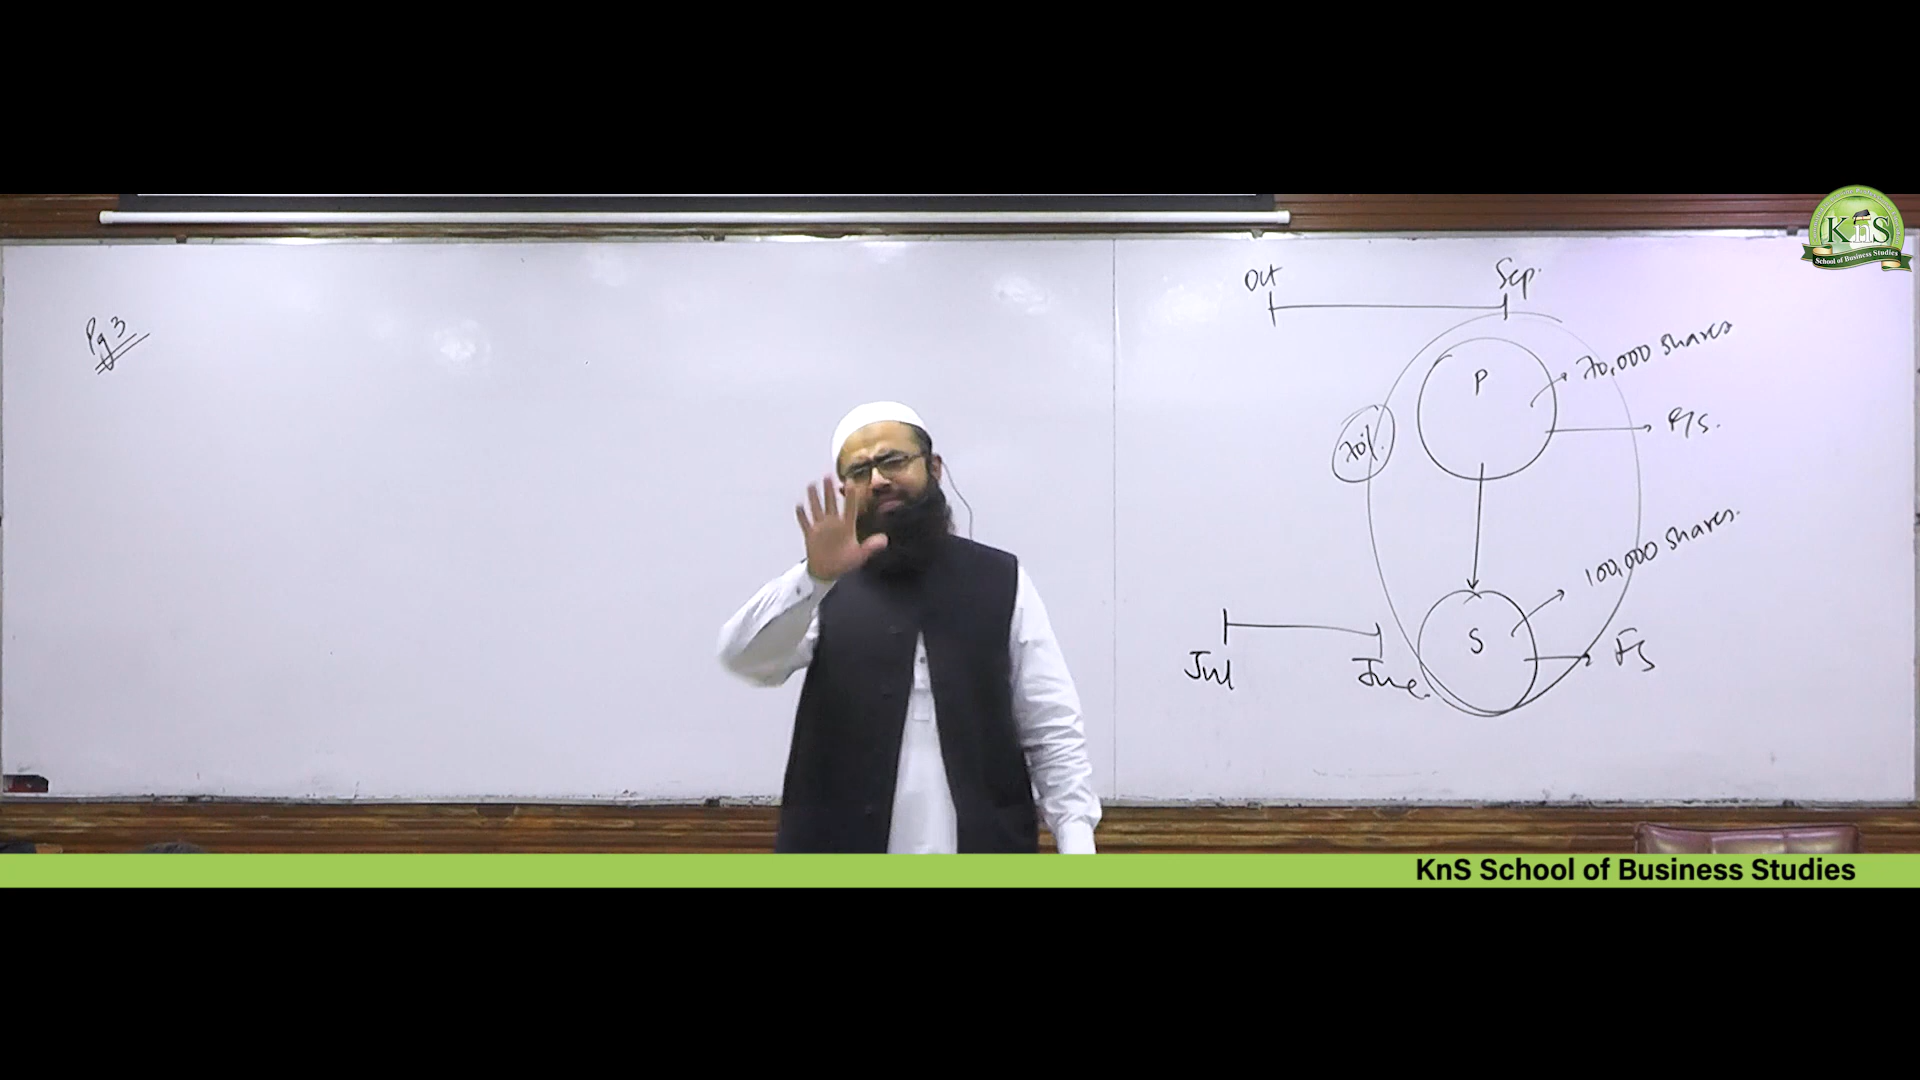 Pg 3
Oct
Sep.
P
70,000 shares
70%
F/S.
100,000 shares.
S
FS
Jul
June.
KnS
School of Business Studies
KnS School of Business Studies